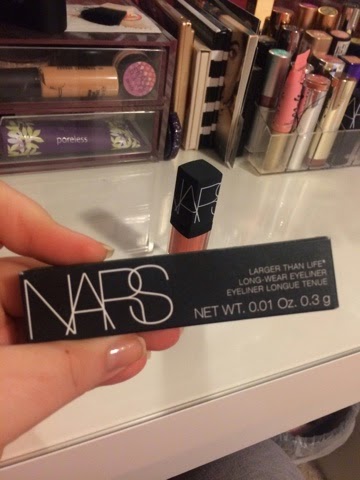 poreless
NARS
NARS
LARGER THAN LIFE®
LONG-WEAR EYELINER
EYELINER LONGUE TENUE
NET WT. 0.01 Oz. 0.3 g